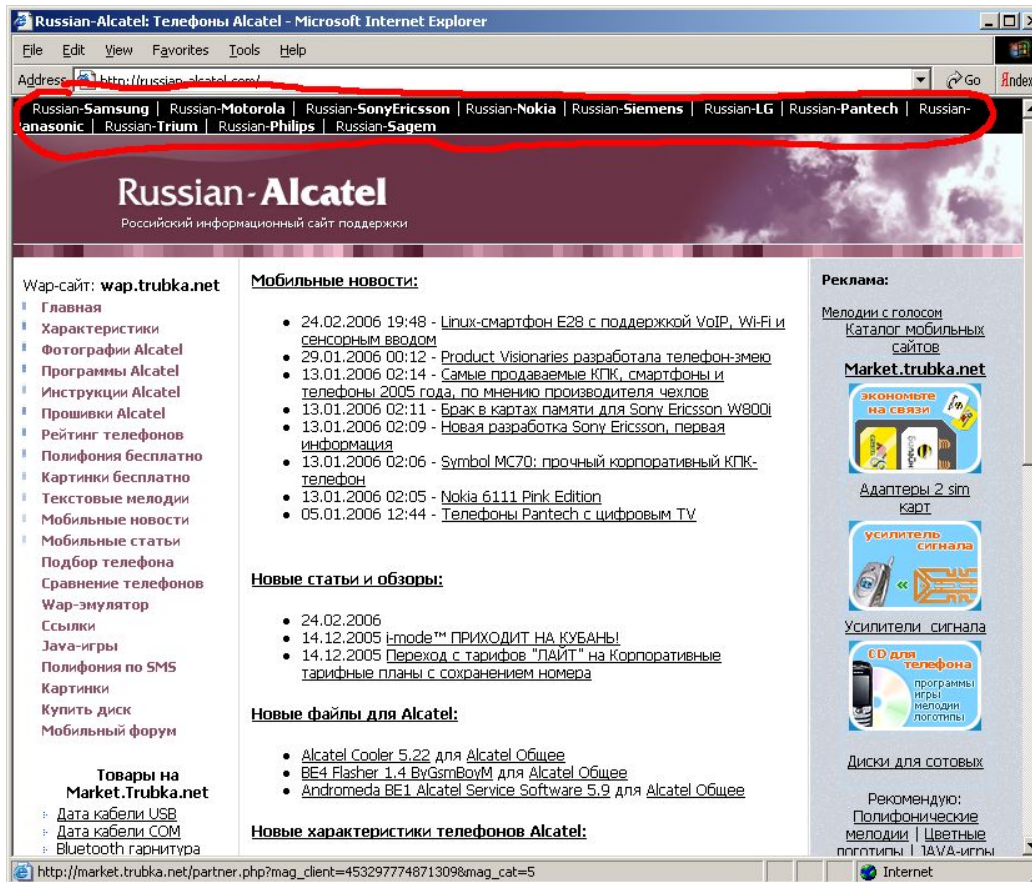 Russian-Alcatel: Телефоны Alcatel - Microsoft Internet Explorer
File Edit View Favorites Tools Help
Address http://russian-alcatel.com/ Go Яndex
Russian-Samsung | Russian-Motorola | Russian-SonyEricsson | Russian-Nokia | Russian-Siemens | Russian-LG | Russian-Pantech | Russian-
Panasonic | Russian-Trium | Russian-Philips | Russian-Sagem
Russian-Alcatel
Российский информационный сайт поддержки
Wap-сайт: wap.trubka.net
Главная
Характеристики
Фотографии Alcatel
Программы Alcatel
Инструкции Alcatel
Прошивки Alcatel
Рейтинг телефонов
Полифония бесплатно
Картинки бесплатно
Текстовые мелодии
Мобильные новости
Мобильные статьи
Подбор телефона
Сравнение телефонов
Wap-эмулятор
Ссылки
Java-игры
Полифония по SMS
Картинки
Купить диск
Мобильный форум
Товары на
Market.Trubka.net
Дата кабели USB
Дата кабели COM
Bluetooth гарнитура
Мобильные новости:
24.02.2006 19:48 - Linux-смартфон E28 с поддержкой VoIP, Wi-Fi и
сенсорным вводом
29.01.2006 00:12 - Product Visionaries разработала телефон-змею
13.01.2006 02:14 - Самые продаваемые КПК, смартфоны и
телефоны 2005 года, по мнению производителя чехлов
13.01.2006 02:11 - Брак в картах памяти для Sony Ericsson W800i
13.01.2006 02:09 - Новая разработка Sony Ericsson, первая
информация
13.01.2006 02:06 - Symbol MC70: прочный корпоративный КПК-
телефон
13.01.2006 02:05 - Nokia 6111 Pink Edition
05.01.2006 12:44 - Телефоны Pantech с цифровым TV
Новые статьи и обзоры:
24.02.2006
14.12.2005 i-mode™ ПРИХОДИТ НА КУБАНЬ!
14.12.2005 Переход с тарифов "ЛАЙТ" на Корпоративные
тарифные планы с сохранением номера
Новые файлы для Alcatel:
Alcatel Cooler 5.22 для Alcatel Общее
BE4 Flasher 1.4 ByGsmBoyM для Alcatel Общее
Andromeda BE1 Alcatel Service Software 5.9 для Alcatel Общее
Новые характеристики телефонов Alcatel:
Реклама:
Мелодии с голосом
Каталог мобильных
сайтов
Market.trubka.net
экономьте
на связи
Билайн
Адаптеры 2 sim
карт
усилитель
сигнала
Усилители сигнала
CD для
телефона
программы
игры
мелодии
логотипы
Диски для сотовых
Рекомендую:
Полифонические
мелодии | Цветные
логотипы | JAVA-игры
http://market.trubka.net/partner.php?mag_client=4532977748713098&mag_cat=5 Internet